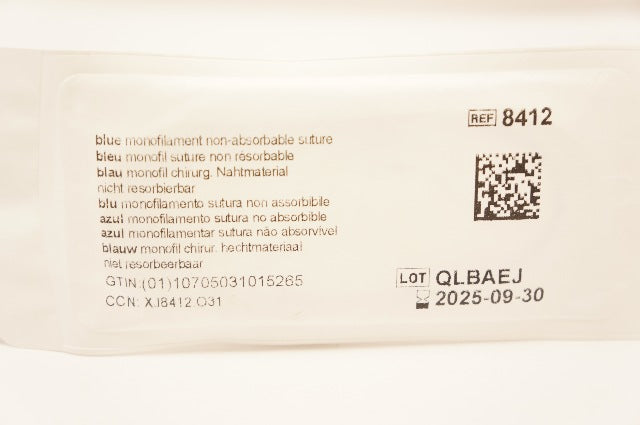 blue monofilament non-absorbable suture
bleu monofil suture non resorbable
blau monofil chirurg. Nahtmaterial
nicht resorbierbar
blu monofilamento sutura non assorbibile
azul monofilamento sutura no absorbible
azul monofilamentar sutura não absorvível
blauw monofil chirur. hechtmateriaal
niet resorbeerbaar
GTIN:(01)10705031015265
CCN: XJ8412.O31
REF 8412
LOT QLBAEJ
2025-09-30